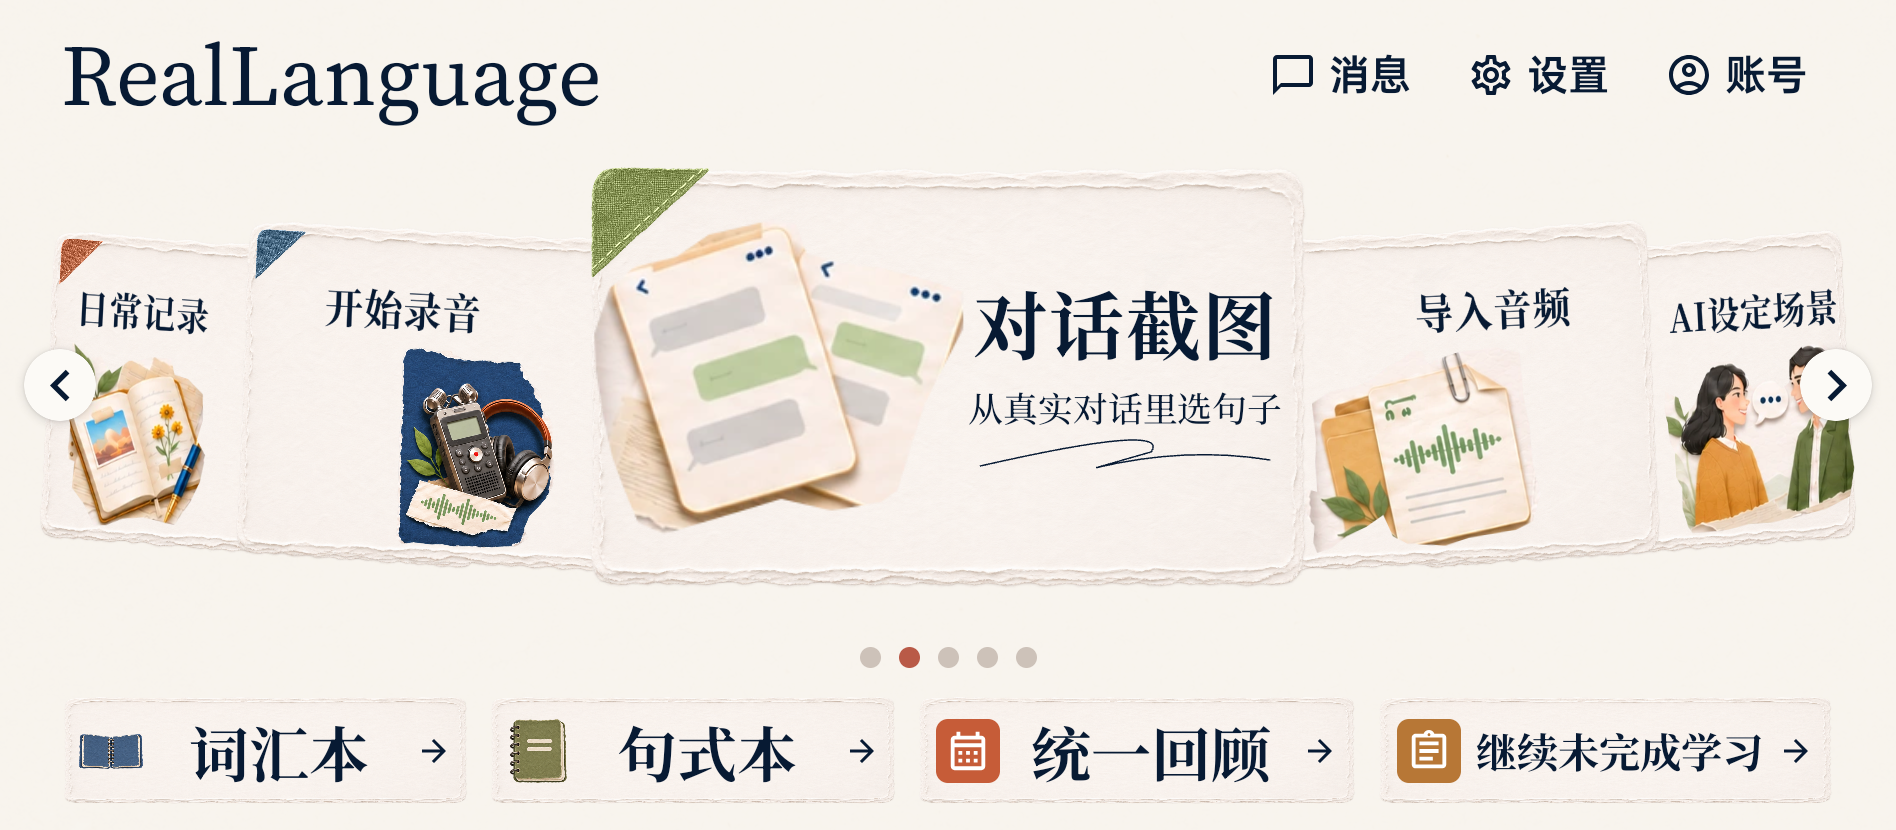 RealLanguage
消息
设置
账号
日常记录
开始录音
对话截图
从真实对话里选句子
导入音频
AI设定场景
词汇本
句式本
统一回顾
继续未完成学习